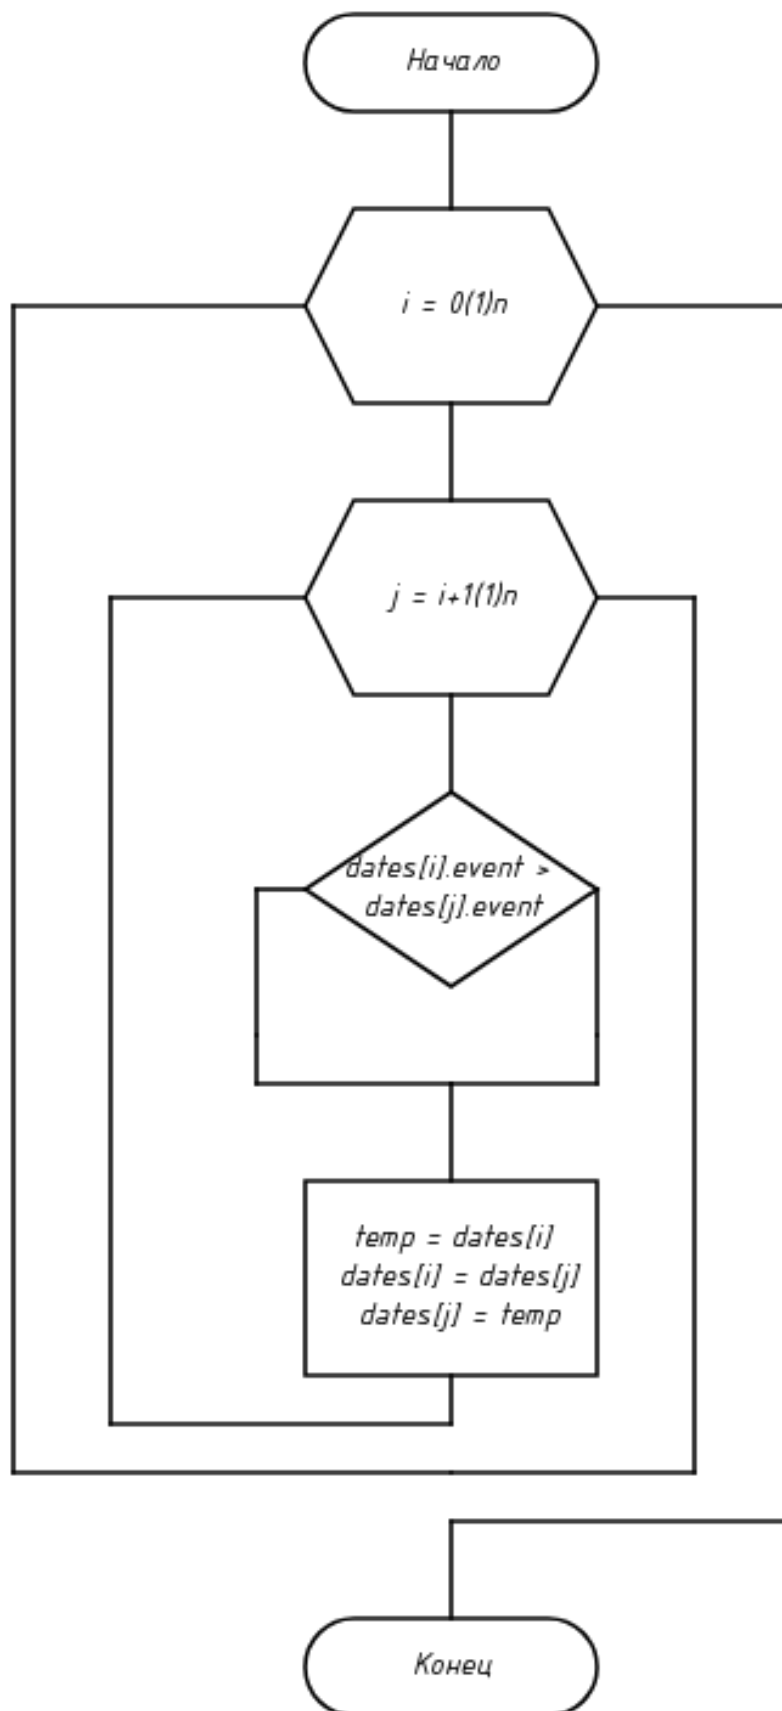 Начало
i = 0(1)n
j = i+1(1)n
dates[i].event >
dates[j].event
temp = dates[i]
dates[i] = dates[j]
dates[j] = temp
Конец